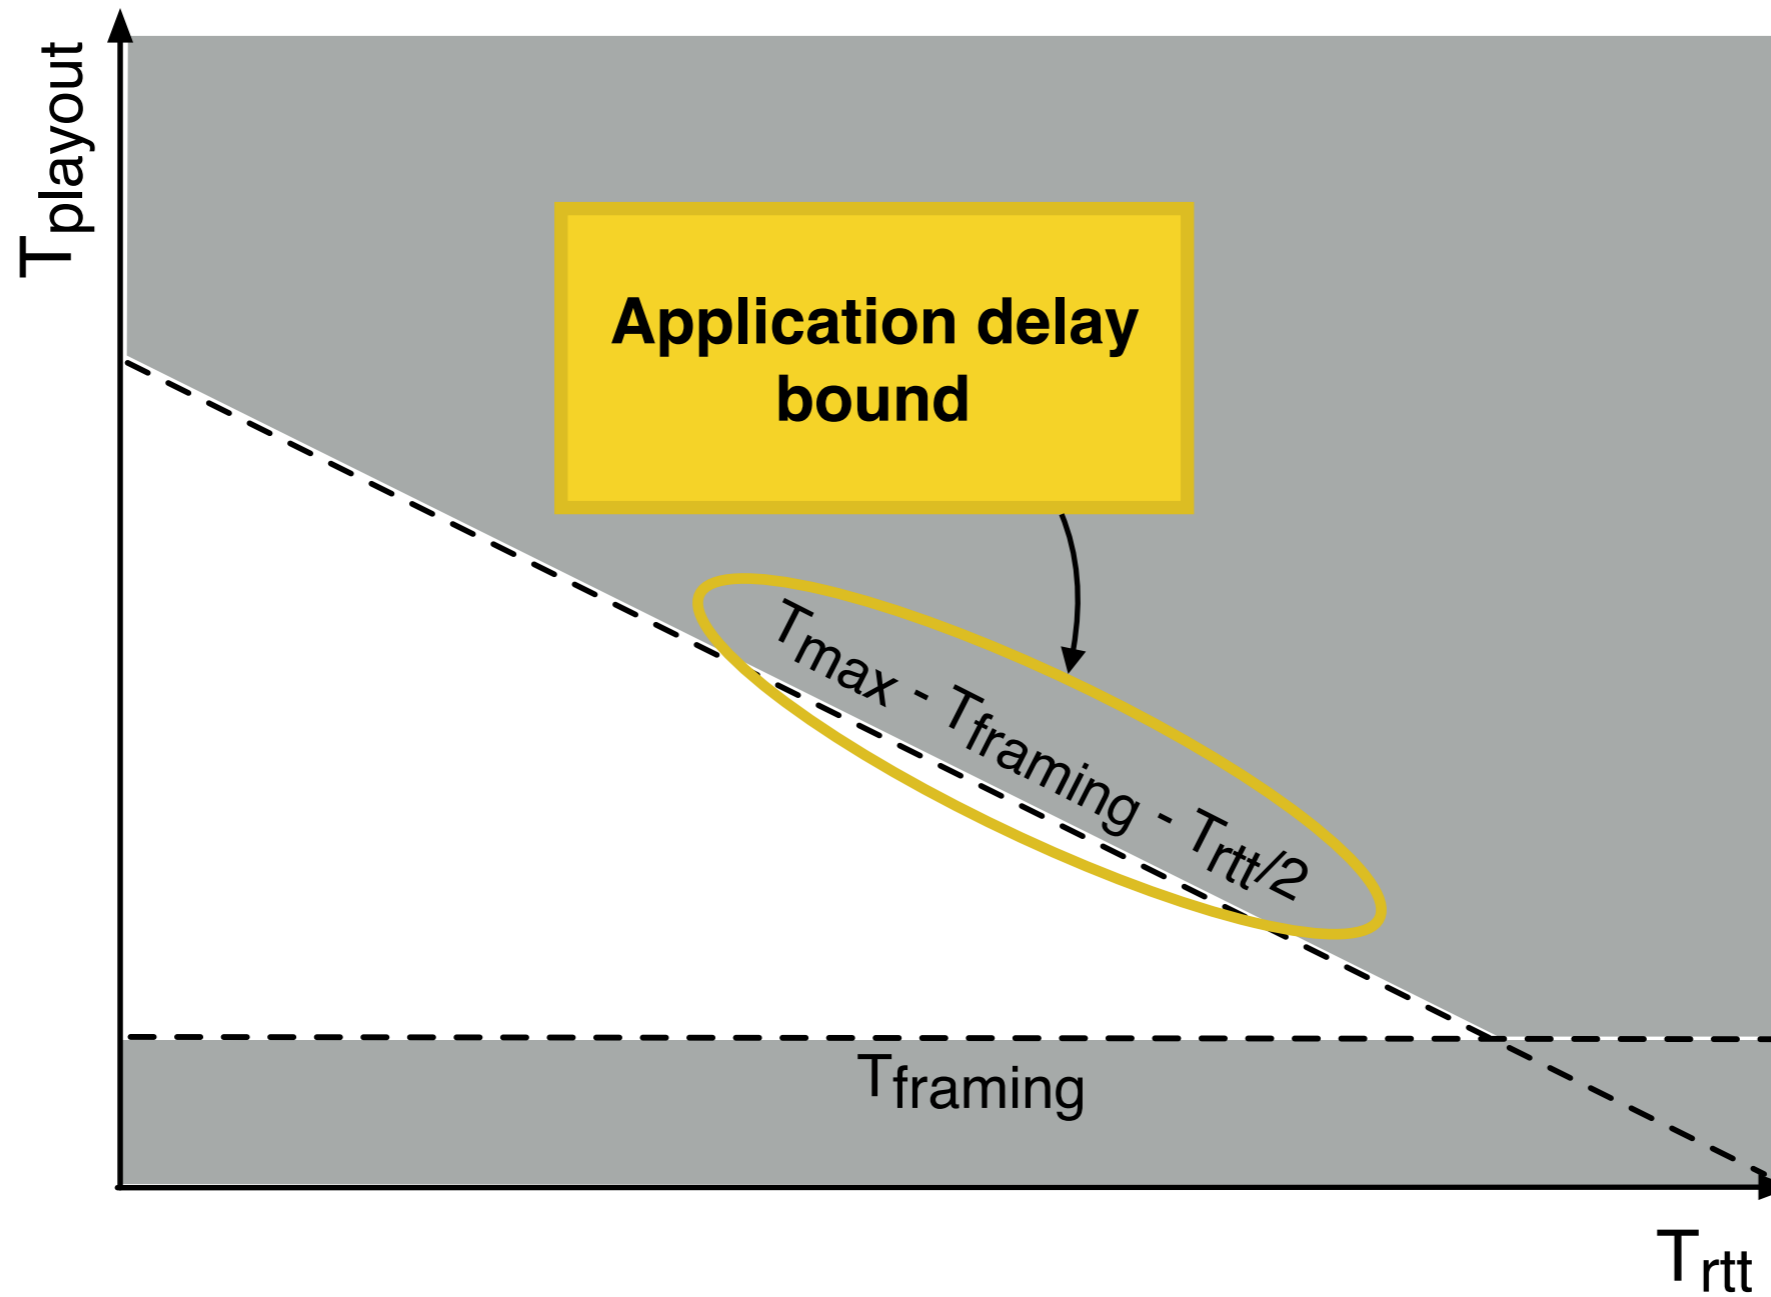 Tplayout
Application delay
bound
Tmax - Tframing - Trtt/2
Tframing
Trtt